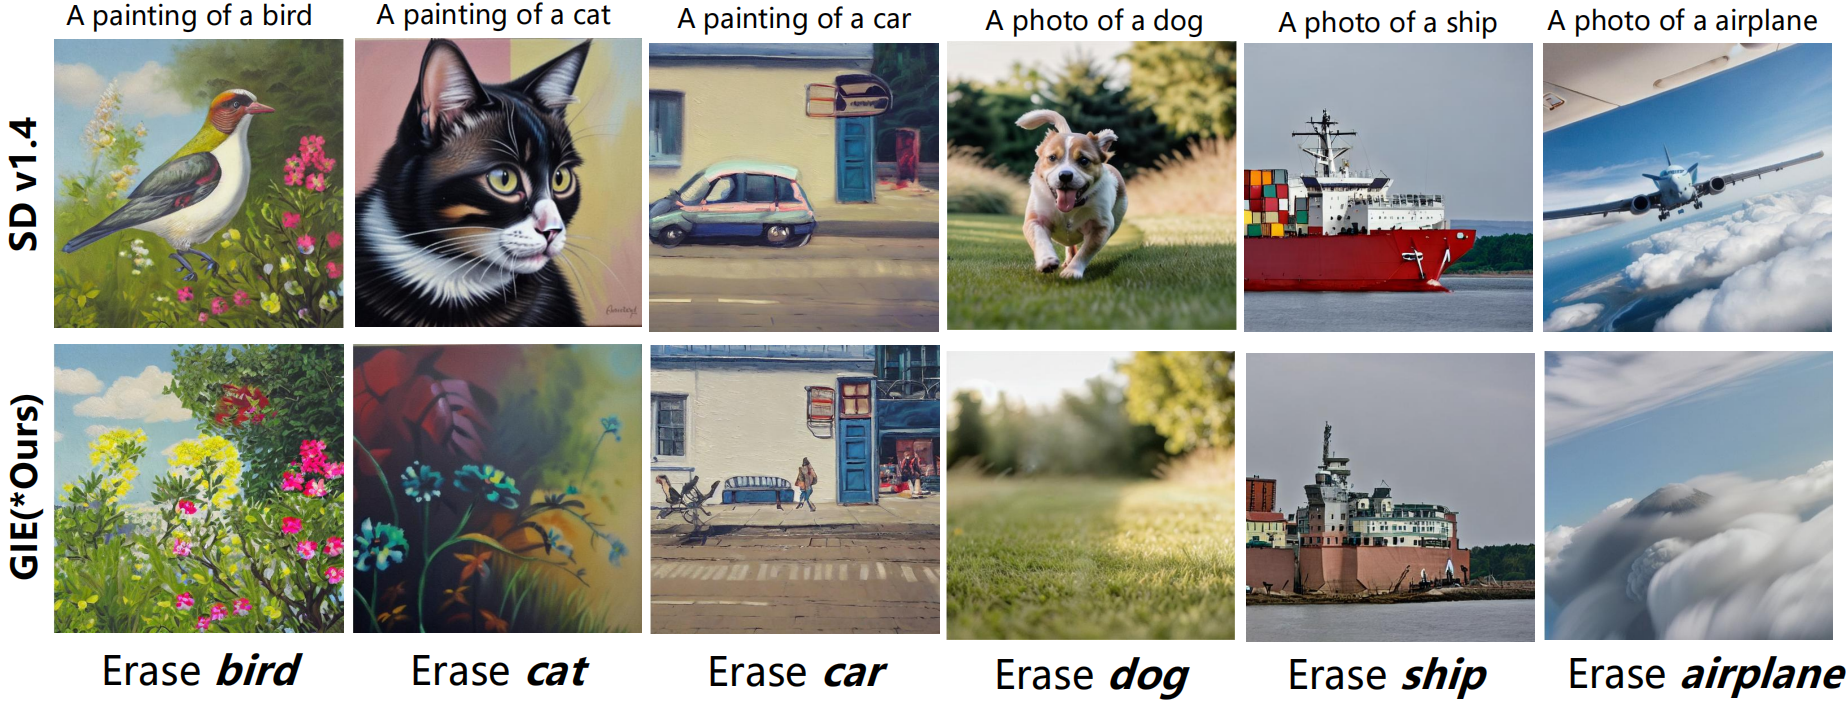 A painting of a bird
A painting of a cat
A painting of a car
A photo of a dog
A photo of a ship
A photo of a airplane
SD v1.4
GIE(*Ours)
Erase bird
Erase cat
Erase car
Erase dog
Erase ship
Erase airplane